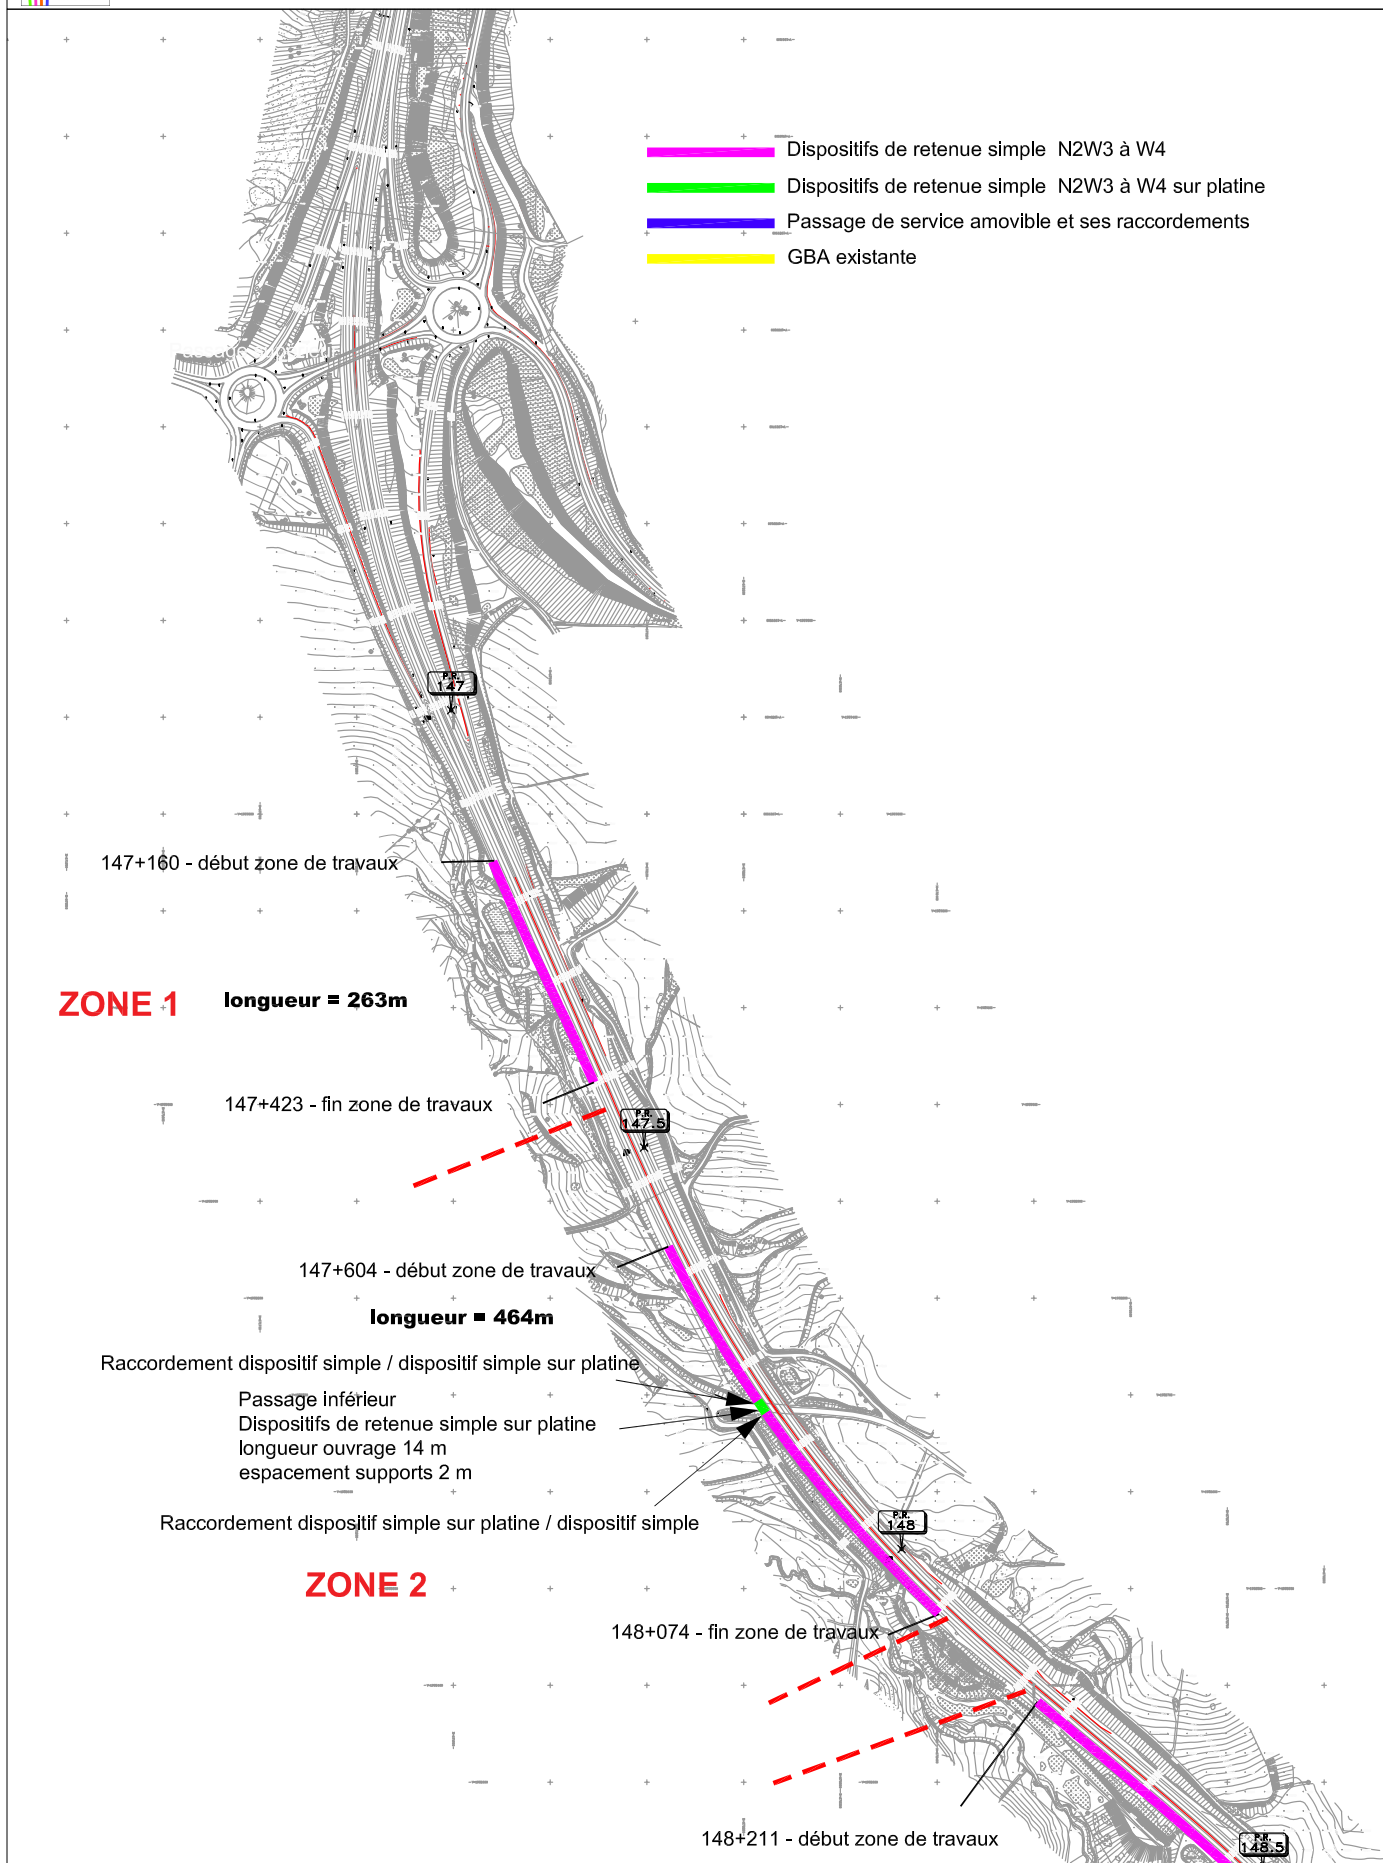 Dispositifs de retenue simple N2W3 à W4
Dispositifs de retenue simple N2W3 à W4 sur platine
Passage de service amovible et ses raccordements
GBA existante
P.R.
147
147+160 - début zone de travaux
ZONE 1
longueur = 263m
147+423 - fin zone de travaux
P.R.
147.5
147+604 - début zone de travaux
longueur = 464m
Raccordement dispositif simple / dispositif simple sur platine
Passage inférieur
Dispositifs de retenue simple sur platine
longueur ouvrage 14 m
espacement supports 2 m
Raccordement dispositif simple sur platine / dispositif simple
P.R.
148
ZONE 2
148+074 - fin zone de travaux
148+211 - début zone de travaux
P.R.
148.5